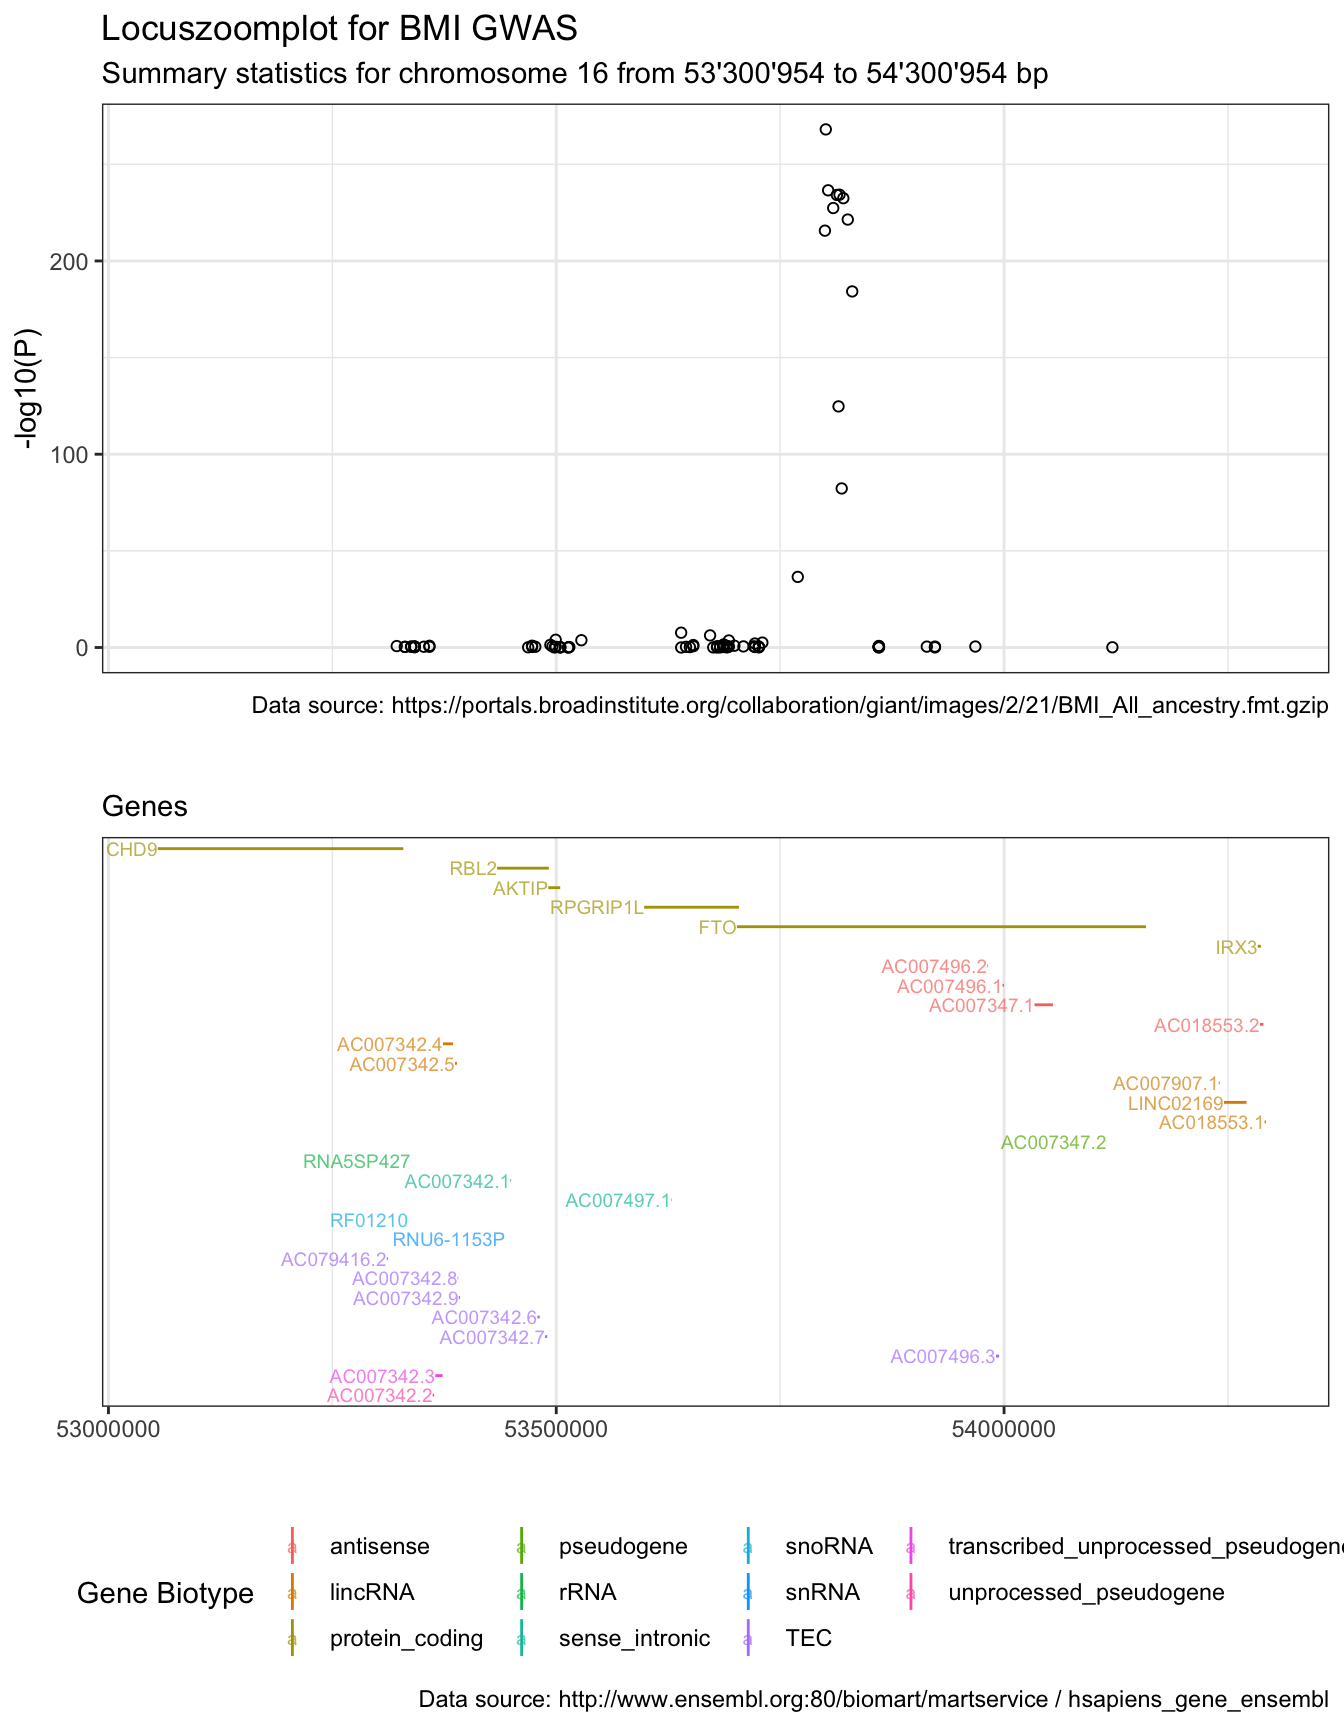 Locuszoomplot for BMI GWAS
Summary statistics for chromosome 16 from 53'300'954 to 54'300'954 bp
-log10(P)
200
100
0
Data source: https://portals.broadinstitute.org/collaboration/giant/images/2/21/BMI_All_ancestry.fmt.gzip
Genes
CHD9
RBL2
AKTIP
RPGRIP1L
FTO
IRX3
AC007496.2
AC007496.1
AC007347.1
AC018553.2
AC007342.4
AC007342.5
AC007907.1
LINC02169
AC018553.1
AC007347.2
RNA5SP427
AC007342.1
AC007497.1
RF01210
RNU6-1153P
AC079416.2
AC007342.8
AC007342.9
AC007342.6
AC007342.7
AC007496.3
AC007342.3
AC007342.2
53000000 53500000 54000000
Gene Biotype
a antisense a pseudogene a snoRNA a transcribed_unprocessed_pseudogene
a lincRNA a rRNA a snRNA a unprocessed_pseudogene
a protein_coding a sense_intronic a TEC
Data source: http://www.ensembl.org:80/biomart/martservice / hsapiens_gene_ensembl